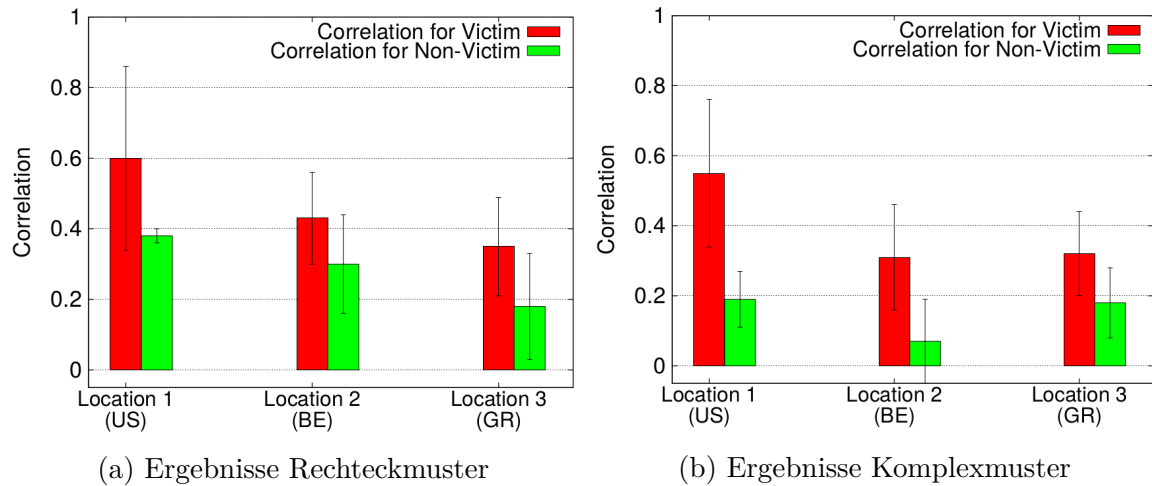 Correlation for Victim
Correlation for Non-Victim
1
0.8
0.6
0.4
0.2
0
Correlation
Location 1
(US)
Location 2
(BE)
Location 3
(GR)
(a) Ergebnisse Rechteckmuster
Correlation for Victim
Correlation for Non-Victim
1
0.8
0.6
0.4
0.2
0
Correlation
Location 1
(US)
Location 2
(BE)
Location 3
(GR)
(b) Ergebnisse Komplexmuster